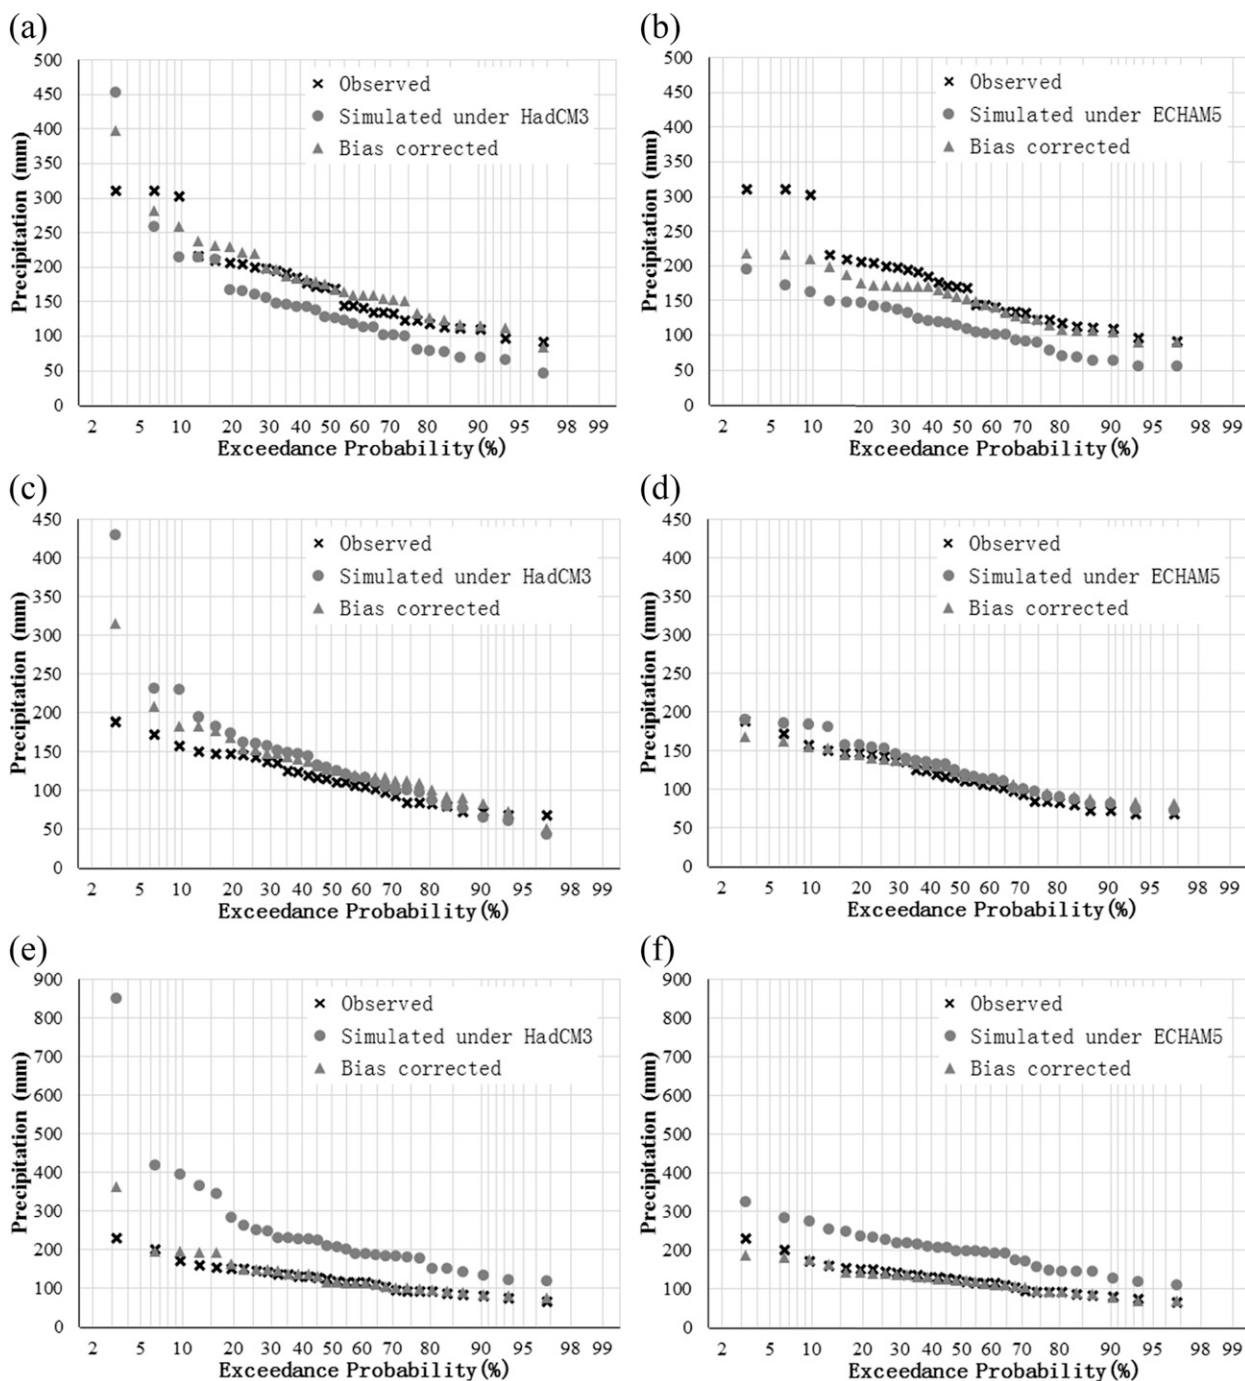 (a)
500
450
400
350
300
250
200
150
100
50
0
Precipitation (mm)
Observed
Simulated under HadCM3
Bias corrected
2 5 10 20 30 40 50 60 70 80 90 95 98 99
Exceedance Probability(%)
(b)
500
450
400
350
300
250
200
150
100
50
0
Precipitation (mm)
Observed
Simulated under ECHAM5
Bias corrected
2 5 10 20 30 40 50 60 70 80 90 95 98 99
Exceedance Probability(%)
(c)
450
400
350
300
250
200
150
100
50
0
Precipitation (mm)
Observed
Simulated under HadCM3
Bias corrected
2 5 10 20 30 40 50 60 70 80 90 95 98 99
Exceedance Probability(%)
(d)
450
400
350
300
250
200
150
100
50
0
Precipitation (mm)
Observed
Simulated under ECHAM5
Bias corrected
2 5 10 20 30 40 50 60 70 80 90 95 98 99
Exceedance Probability(%)
(e)
900
800
700
600
500
400
300
200
100
0
Precipitation (mm)
Observed
Simulated under HadCM3
Bias corrected
2 5 10 20 30 40 50 60 70 80 90 95 98 99
Exceedance Probability(%)
(f)
900
800
700
600
500
400
300
200
100
0
Precipitation (mm)
Observed
Simulated under ECHAM5
Bias corrected
2 5 10 20 30 40 50 60 70 80 90 95 98 99
Exceedance Probability(%)